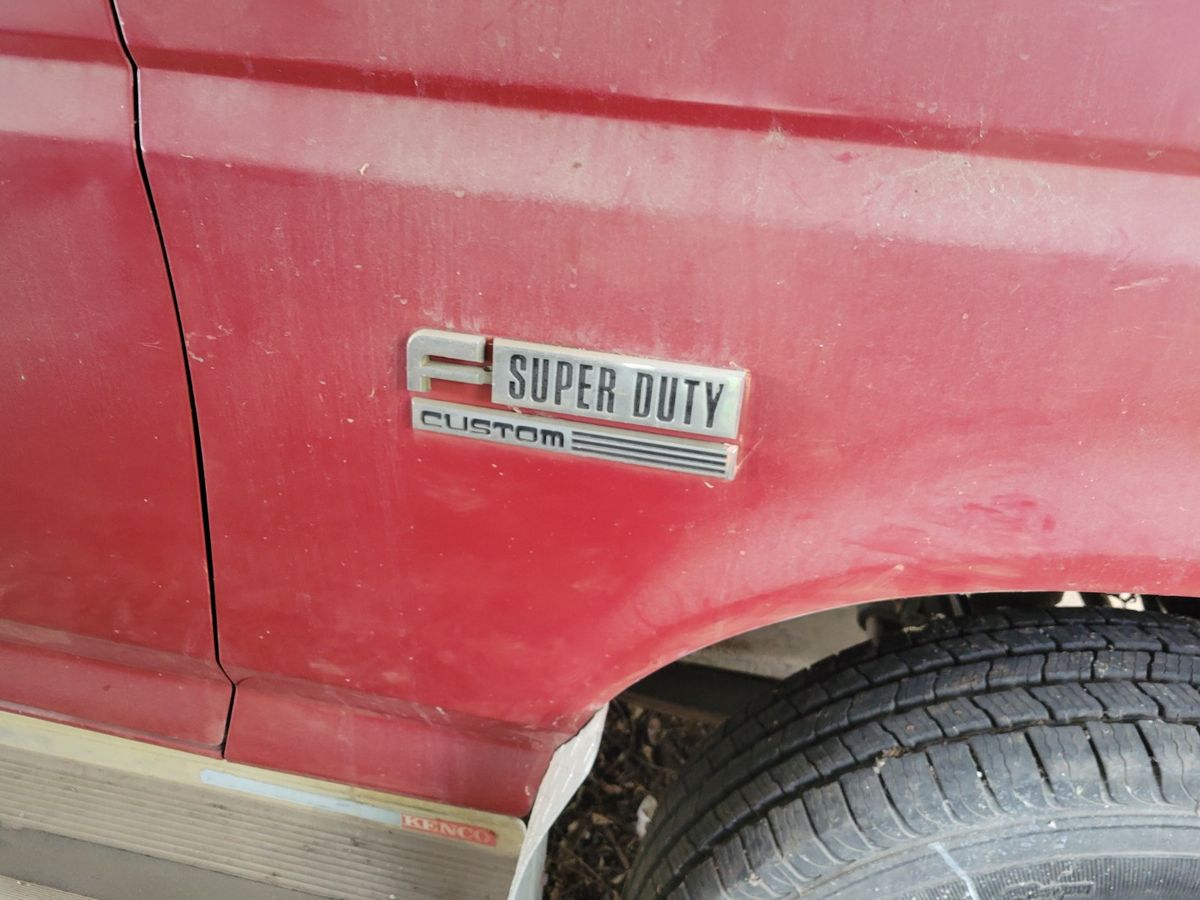 F SUPER DUTY
CUSTOM
KENCO